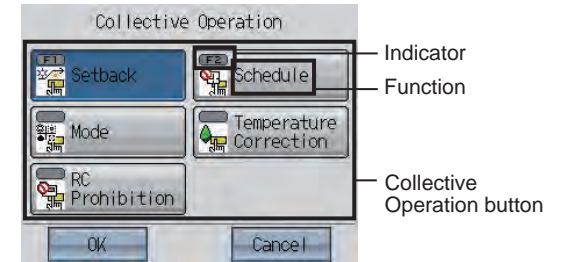 Collective Operation
F1
Setback
F2
Schedule
Indicator
Function
Mode
Temperature
Correction
RC
Prohibition
Collective
Operation button
OK
Cancel